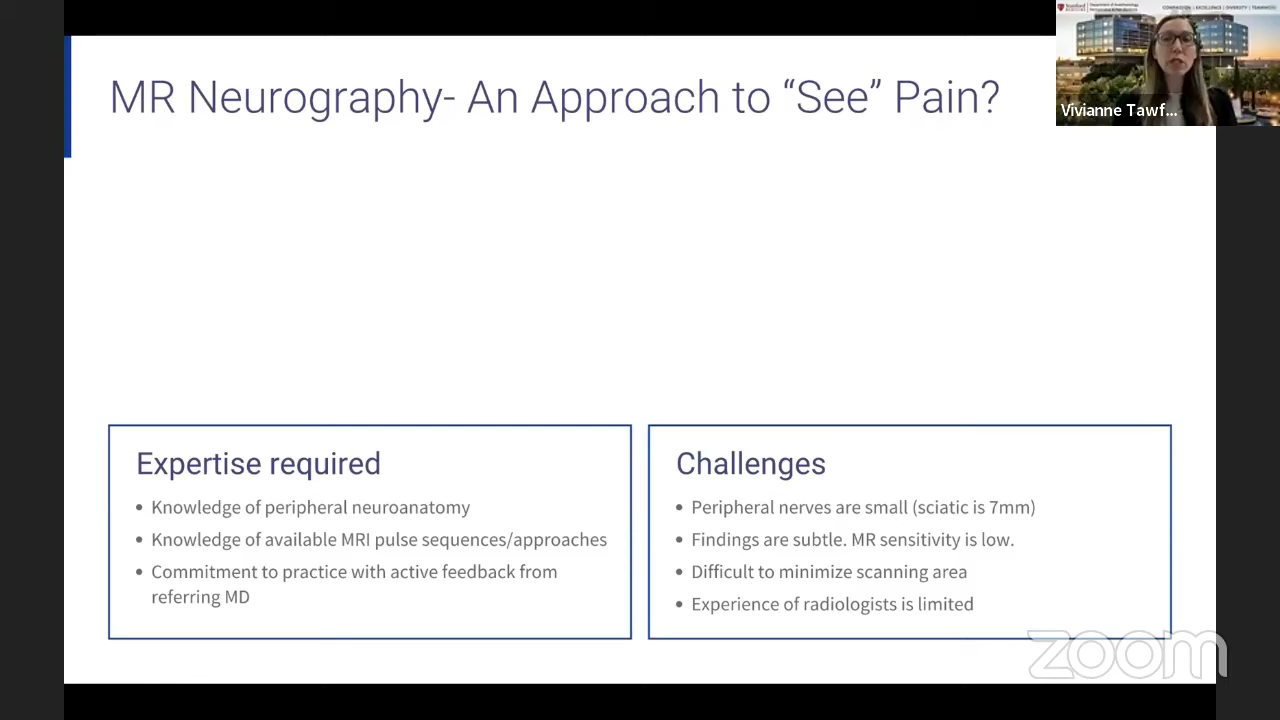 MR Neurography- An Approach to “See” Pain?
Vivianne Tawf...
Expertise required
• Knowledge of peripheral neuroanatomy
• Knowledge of available MRI pulse sequences/approaches
• Commitment to practice with active feedback from
referring MD
Challenges
• Peripheral nerves are small (sciatic is 7mm)
• Findings are subtle. MR sensitivity is low.
• Difficult to minimize scanning area
• Experience of radiologists is limited
zoom